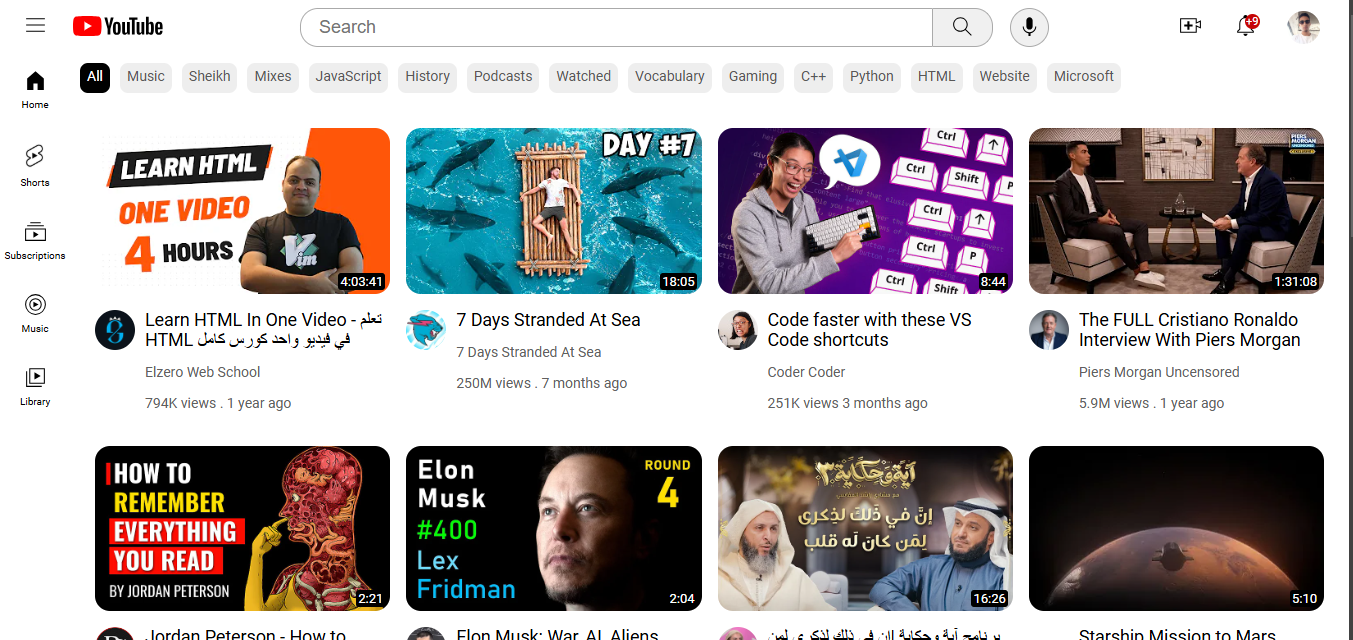 YouTube
Search
+9
All
Music
Sheikh
Mixes
JavaScript
History
Podcasts
Watched
Vocabulary
Gaming
C++
Python
HTML
Website
Microsoft
Home
Shorts
Subscriptions
Music
Library
LEARN HTML
ONE VIDEO
4 HOURS
Vim
4:03:41
Learn HTML In One Video - تعلم
HTML في فيديو واحد كورس كامل
Elzero Web School
794K views . 1 year ago
DAY #7
18:05
7 Days Stranded At Sea
7 Days Stranded At Sea
250M views . 7 months ago
Ctrl
Ctrl
Shift
P
Ctrl
Ctrl
P
Ctrl
Shift
8:44
Code faster with these VS
Code shortcuts
Coder Coder
251K views 3 months ago
PIERS
MORGAN
UNCENSORED
1:31:08
The FULL Cristiano Ronaldo
Interview With Piers Morgan
Piers Morgan Uncensored
5.9M views . 1 year ago
HOW TO
REMEMBER
EVERYTHING
YOU READ
BY JORDAN PETERSON
2:21
Jordan Peterson - How to
Elon
Musk
#400
Lex
Fridman
ROUND
4
2:04
Elon Musk: War, AI, Aliens,
آية وحكاية ٣
إن في ذلك لذكرى
لمن كان له قلب
16:26
برنامج آية وحكاية إن في ذلك لذكرى لمن
5:10
Starship Mission to Mars